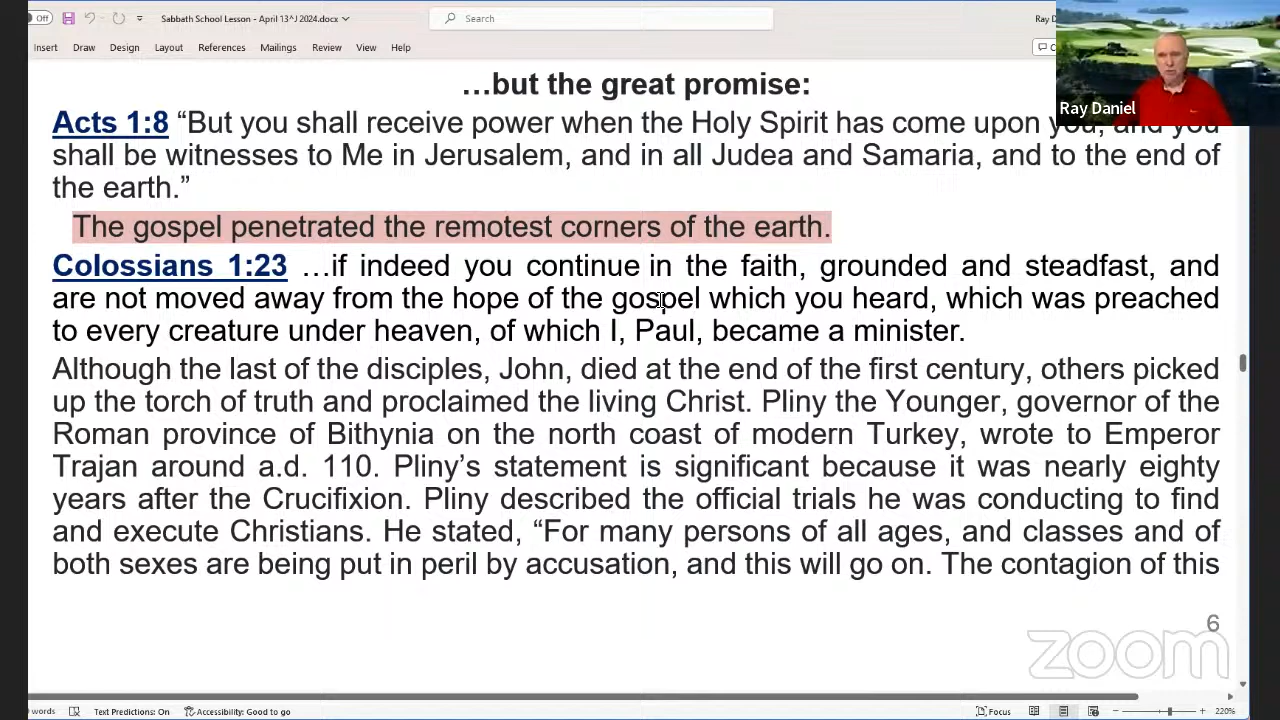 Off
Sabbath School Lesson - April 13^J 2024.docx
Search
Ray D
Insert Draw Design Layout References Mailings Review View Help
Ray Daniel
…but the great promise:
Acts 1:8 “But you shall receive power when the Holy Spirit has come upon you, and you
shall be witnesses to Me in Jerusalem, and in all Judea and Samaria, and to the end of
the earth.”
The gospel penetrated the remotest corners of the earth.
Colossians 1:23 …if indeed you continue in the faith, grounded and steadfast, and
are not moved away from the hope of the gospel which you heard, which was preached
to every creature under heaven, of which I, Paul, became a minister.
Although the last of the disciples, John, died at the end of the first century, others picked
up the torch of truth and proclaimed the living Christ. Pliny the Younger, governor of the
Roman province of Bithynia on the north coast of modern Turkey, wrote to Emperor
Trajan around a.d. 110. Pliny’s statement is significant because it was nearly eighty
years after the Crucifixion. Pliny described the official trials he was conducting to find
and execute Christians. He stated, “For many persons of all ages, and classes and of
both sexes are being put in peril by accusation, and this will go on. The contagion of this
6
zoom
words Text Predictions: On Accessibility: Good to go Focus 220%